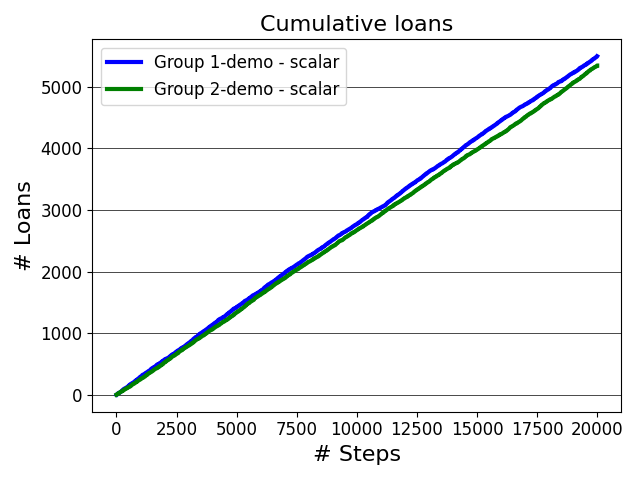 Cumulative loans
Group 1-demo - scalar
Group 2-demo - scalar
# Loans
5000
4000
3000
2000
1000
0
0 2500 5000 7500 10000 12500 15000 17500 20000
# Steps